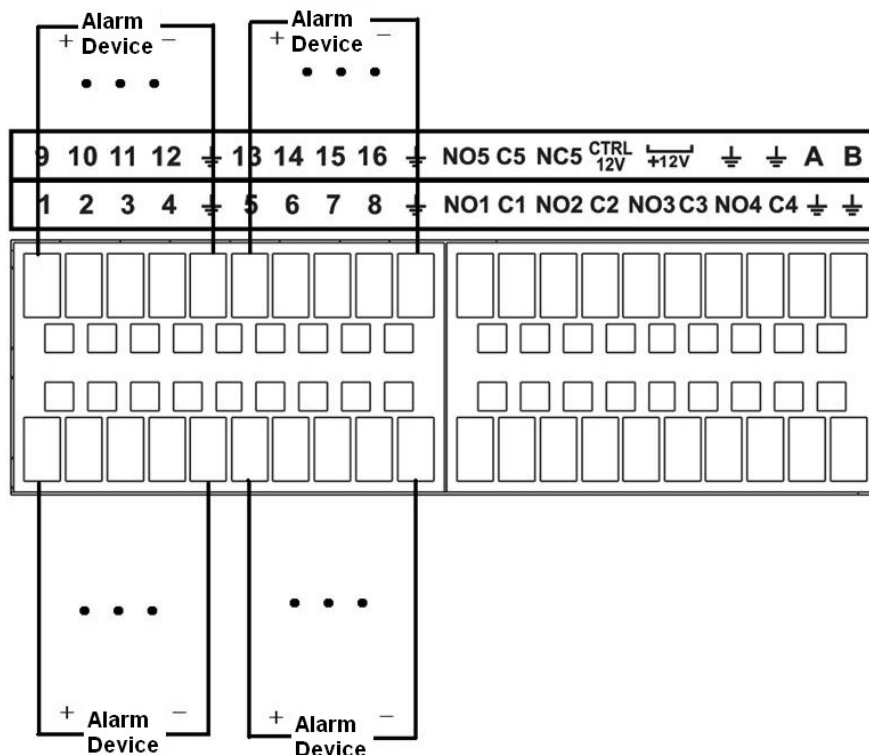 Alarm
+ Device −
Alarm
+ Device −
9 10 11 12 ⏚ 13 14 15 16 ⏚ NO5 C5 NC5 CTRL 12V +12V ⏚ ⏚ A B
1 2 3 4 ⏚ 5 6 7 8 ⏚ NO1 C1 NO2 C2 NO3 C3 NO4 C4 ⏚ ⏚
+ Alarm −
Device
+ Alarm −
Device